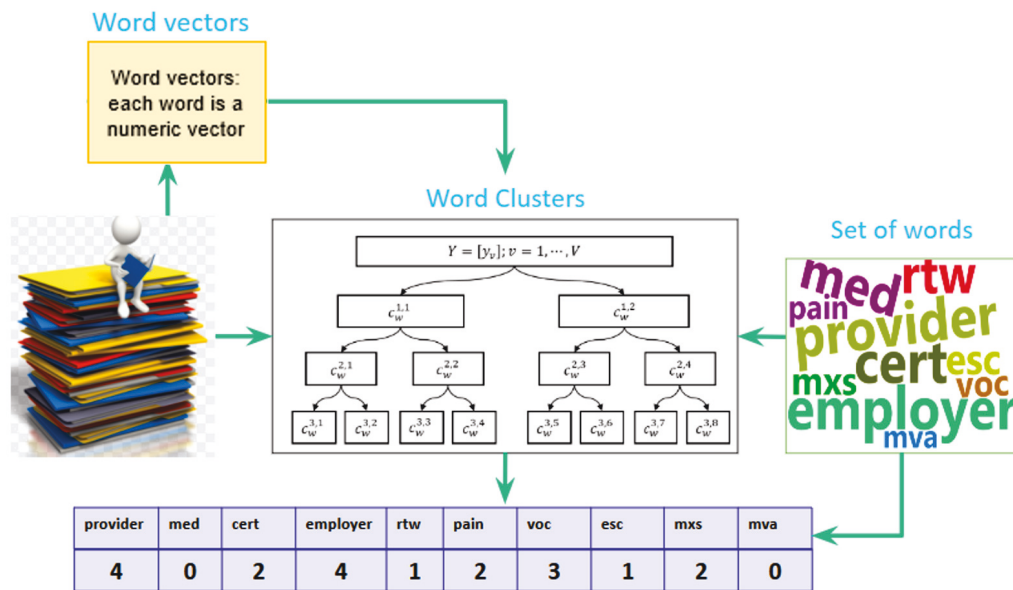 Word vectors
Word vectors:
each word is a
numeric vector
Word Clusters
Y = [y_v]; v = 1, ⋯, V
c_w^{1,1} c_w^{1,2}
c_w^{2,1} c_w^{2,2} c_w^{2,3} c_w^{2,4}
c_w^{3,1} c_w^{3,2} c_w^{3,3} c_w^{3,4} c_w^{3,5} c_w^{3,6} c_w^{3,7} c_w^{3,8}
Set of words
med rtw
pain
provider
cert esc
mxs voc
employer
mva
provider med cert employer rtw pain voc esc mxs mva
4 0 2 4 1 2 3 1 2 0